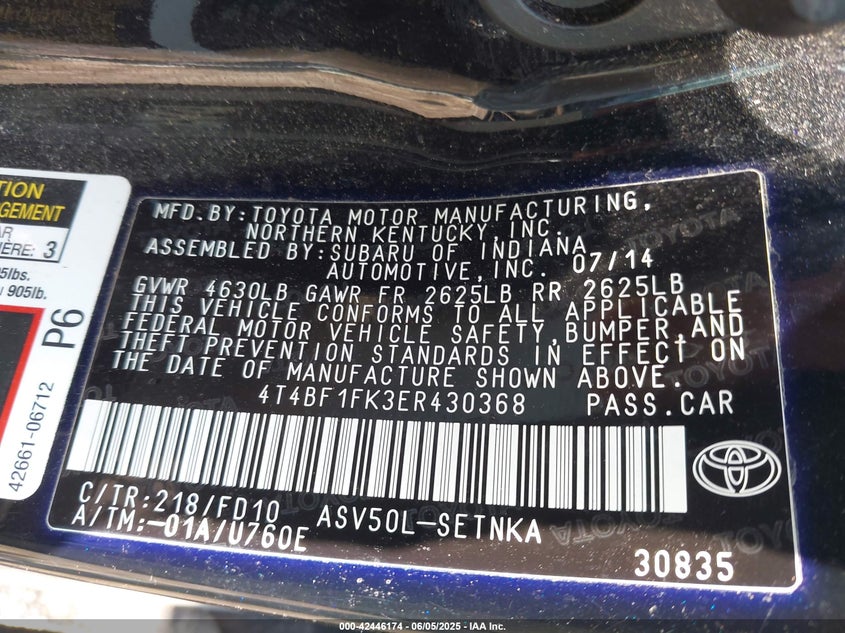 TION
GEMENT
AR
IÈRE: 3
5lbs.
905lb.
P6
42661-06712
MFD.BY:TOYOTA MOTOR MANUFACTURING,
NORTHERN KENTUCKY, INC.
ASSEMBLED BY:SUBARU OF INDIANA
AUTOMOTIVE,INC. 07/14
GVWR 4630LB GAWR FR 2625LB RR 2625LB
THIS VEHICLE CONFORMS TO ALL APPLICABLE
FEDERAL MOTOR VEHICLE SAFETY,BUMPER,AND
THEFT PREVENTION STANDARDS IN EFFECT ON
THE DATE OF MANUFACTURE SHOWN ABOVE.
4T4BF1FK3ER430368 PASS.CAR
C/TR:218/FD10 ASV50L-SETNKA
A/TM:-01A/U760E
30835
000-42446174 | 06/05/2025 - © IAA Inc.